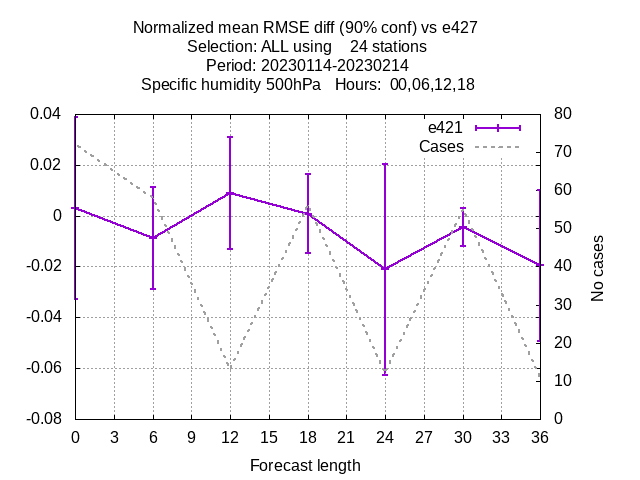 Normalized mean RMSE diff (90% conf) vs e427
Selection: ALL using    24 stations
Period: 20230114-20230214
Specific humidity 500hPa   Hours:  00,06,12,18
e421
Cases
0.04
0.02
0
-0.02
-0.04
-0.06
-0.08
80
70
60
50
40
30
20
10
0
No cases
0 3 6 9 12 15 18 21 24 27 30 33 36
Forecast length